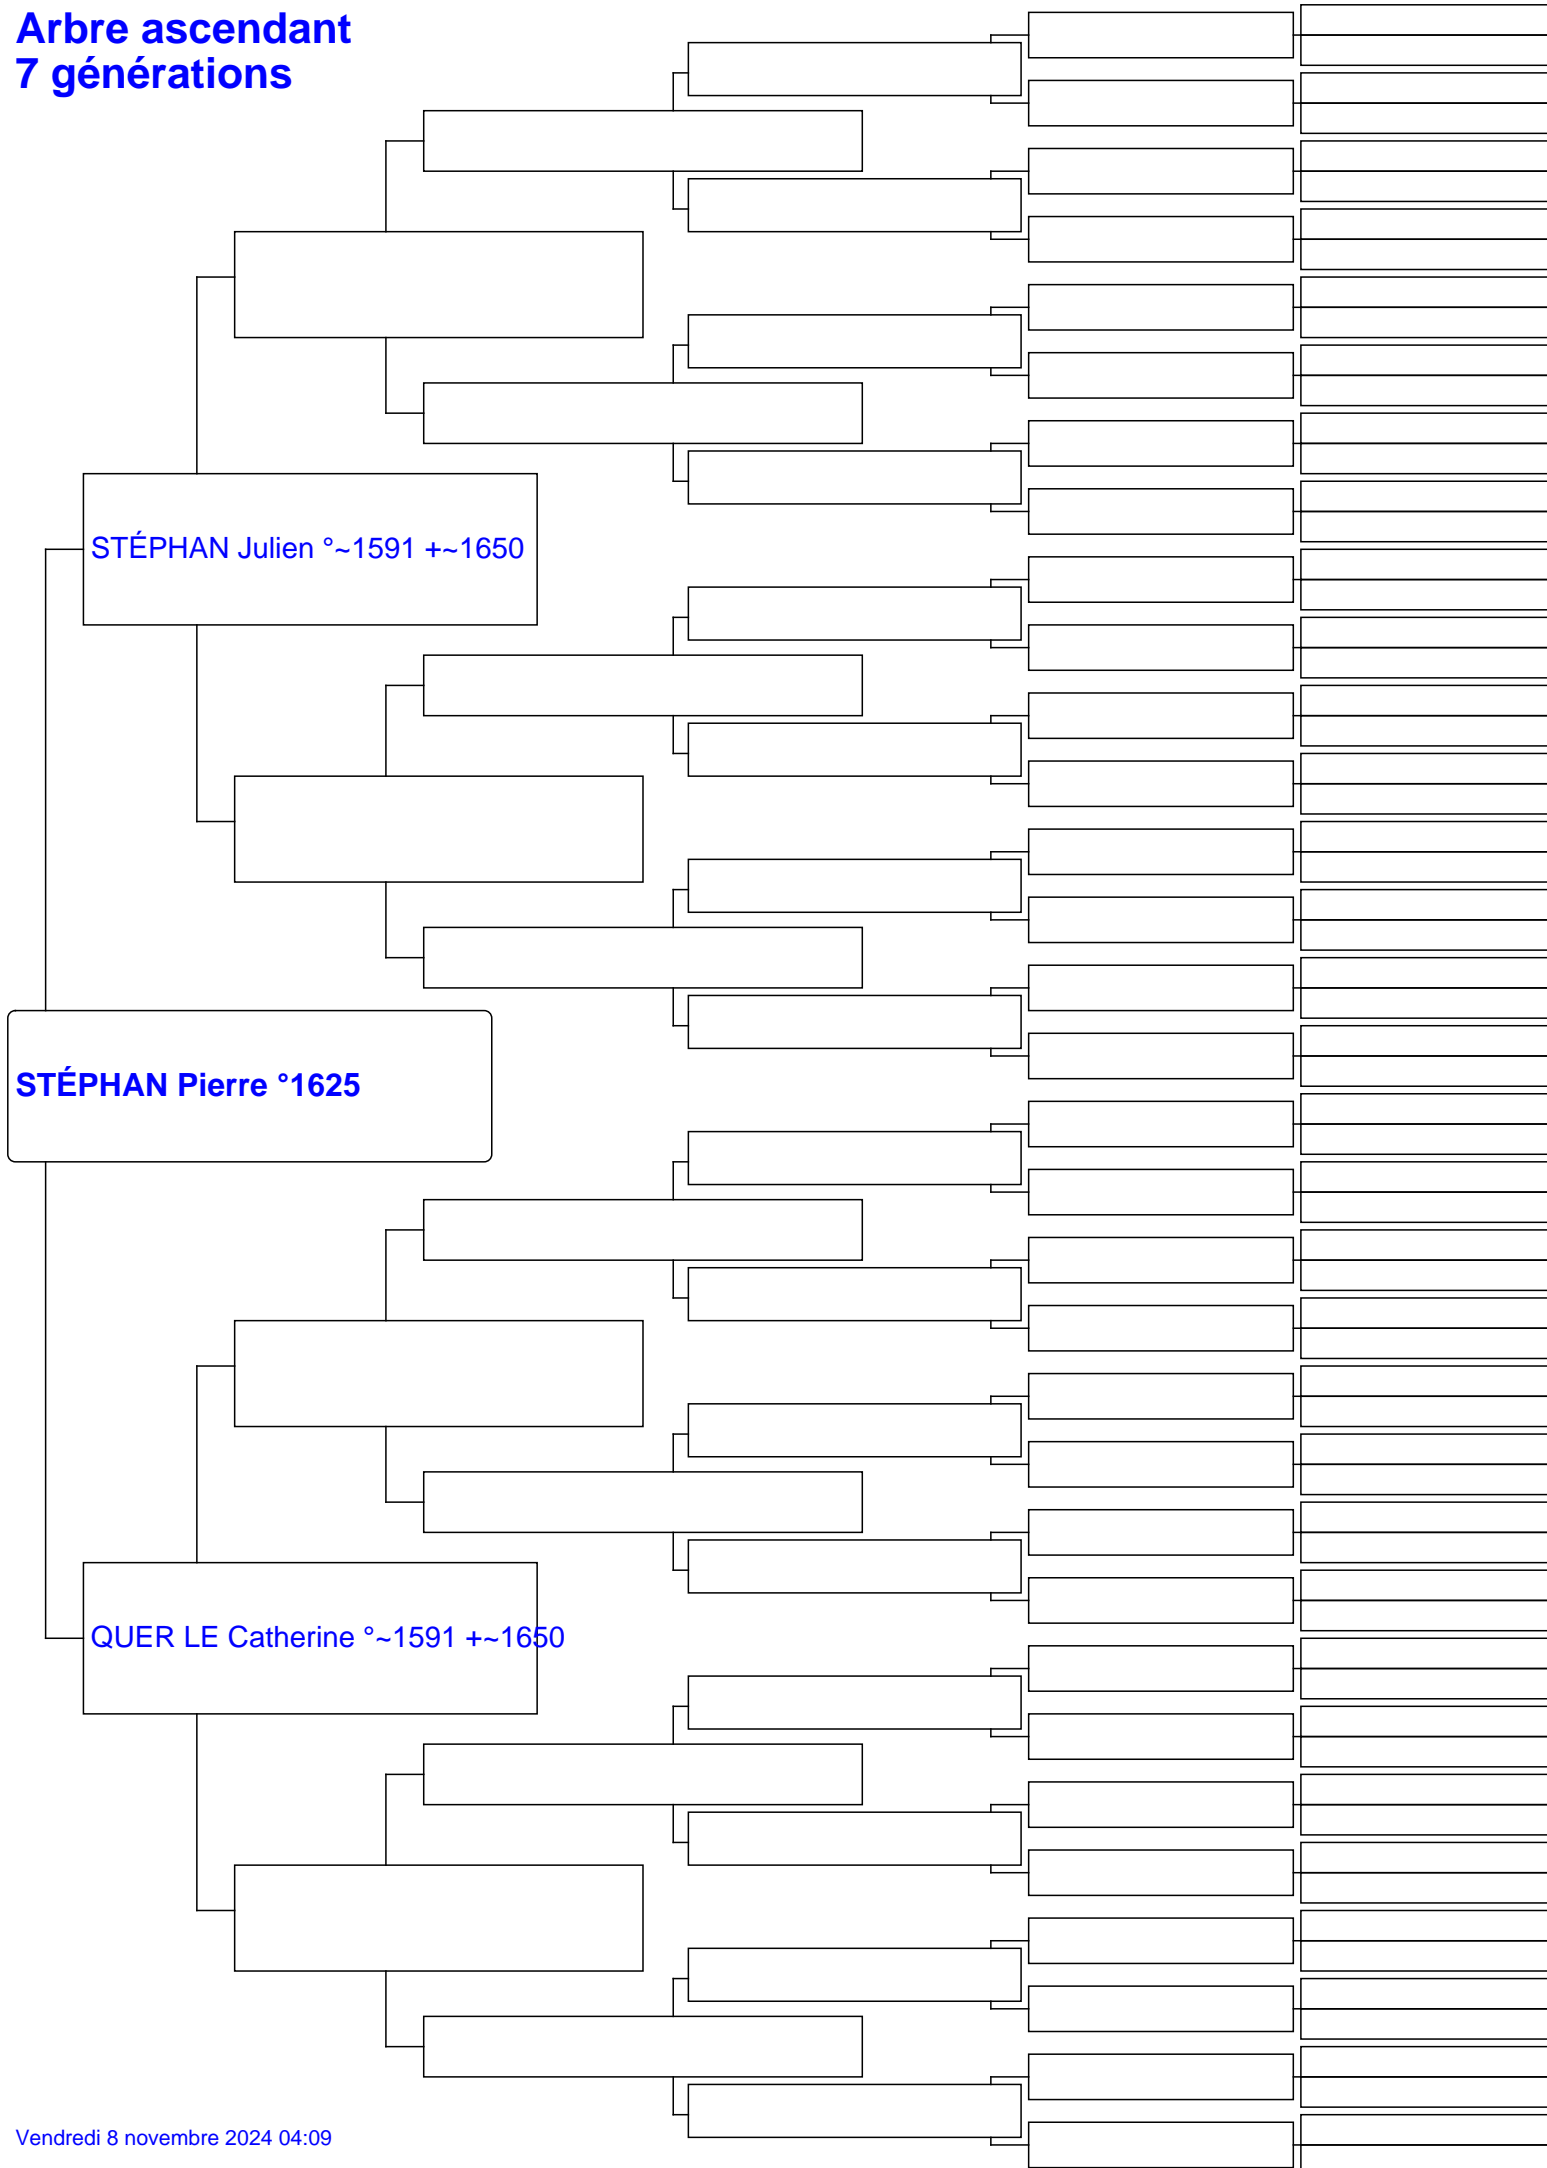 Arbre ascendant
7 générations
STÉPHAN Julien °~1591 +~1650
STÉPHAN Pierre °1625
QUER LE Catherine °~1591 +~1650
Vendredi 8 novembre 2024 04:09